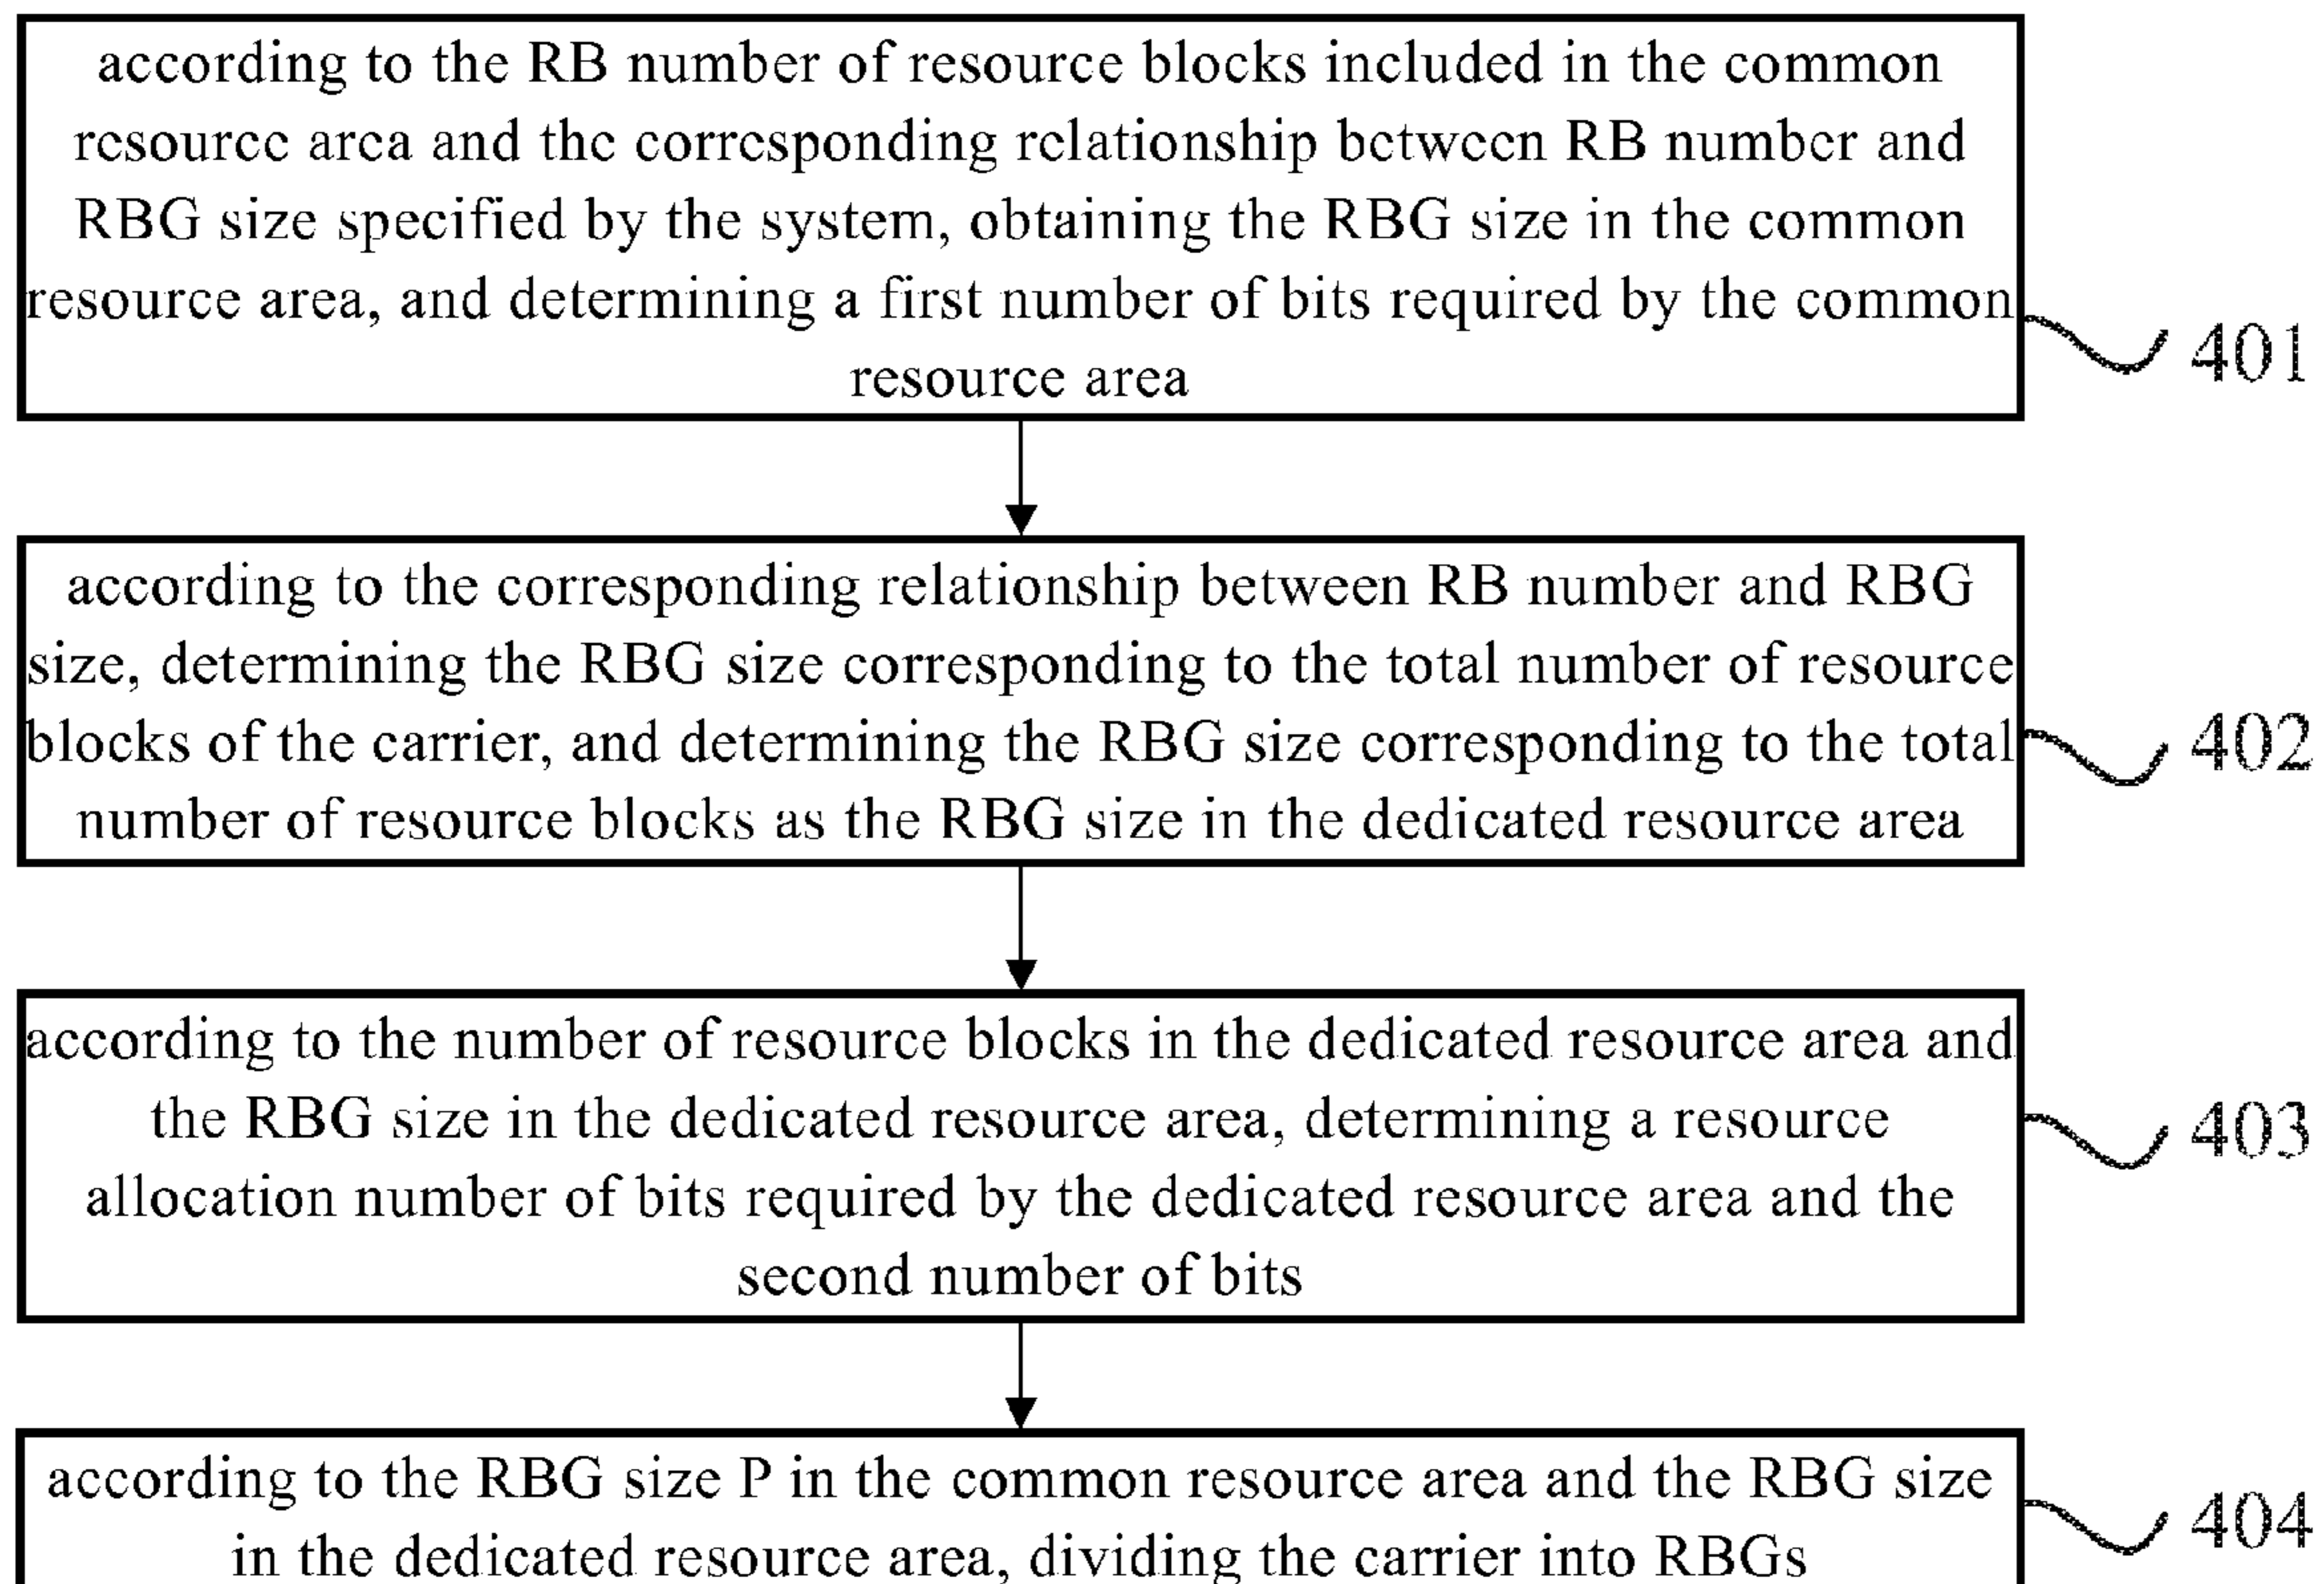 according to the RB number of resource blocks included in the common
resource area and the corresponding relationship between RB number and
RBG size specified by the system, obtaining the RBG size in the common
resource area, and determining a first number of bits required by the common
resource area
401
according to the corresponding relationship between RB number and RBG
size, determining the RBG size corresponding to the total number of resource
blocks of the carrier, and determining the RBG size corresponding to the total
number of resource blocks as the RBG size in the dedicated resource area
402
according to the number of resource blocks in the dedicated resource area and
the RBG size in the dedicated resource area, determining a resource
allocation number of bits required by the dedicated resource area and the
second number of bits
403
according to the RBG size P in the common resource area and the RBG size
in the dedicated resource area, dividing the carrier into RBGs
404